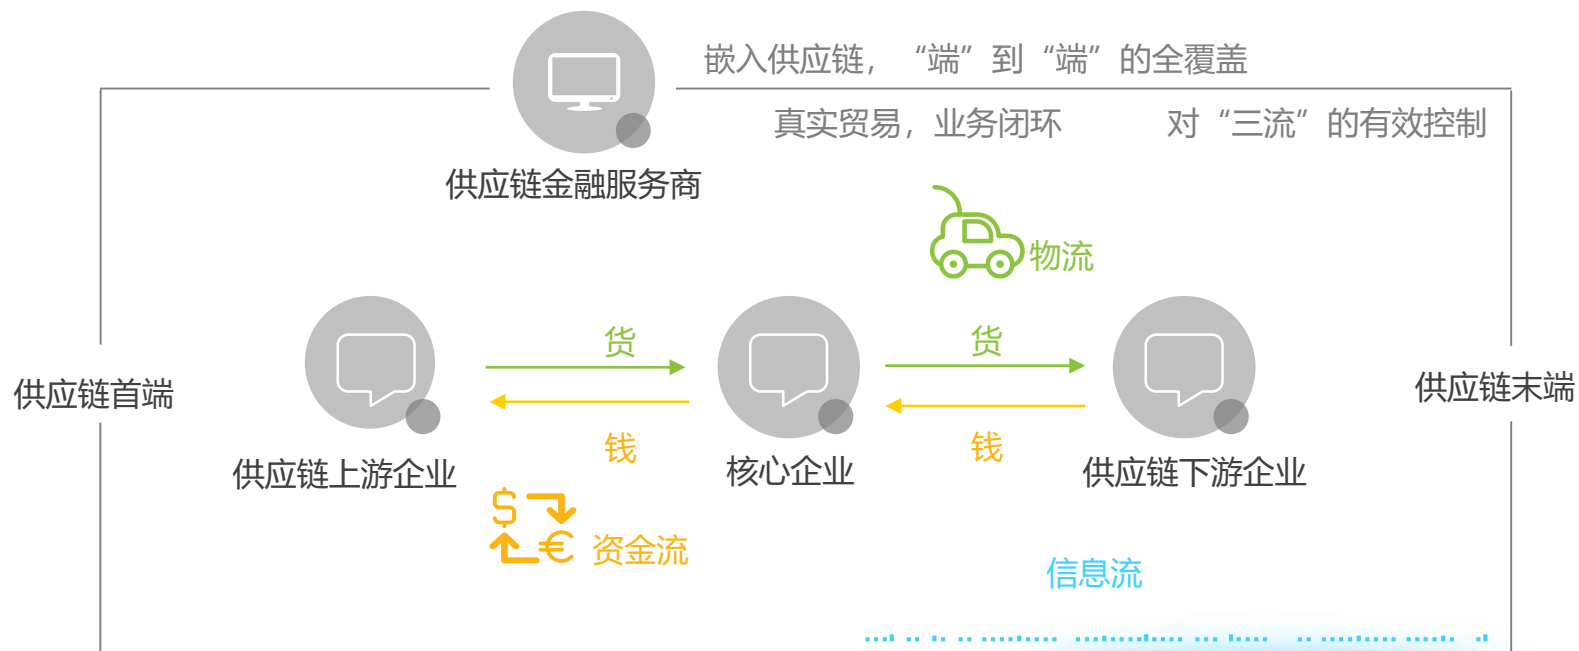 嵌入供应链，“端”到“端”的全覆盖
真实贸易，业务闭环 对“三流”的有效控制
供应链金融服务商
物流
货 货
供应链首端 供应链末端
钱 钱
供应链上游企业 核心企业 供应链下游企业
$
€ 资金流
信息流